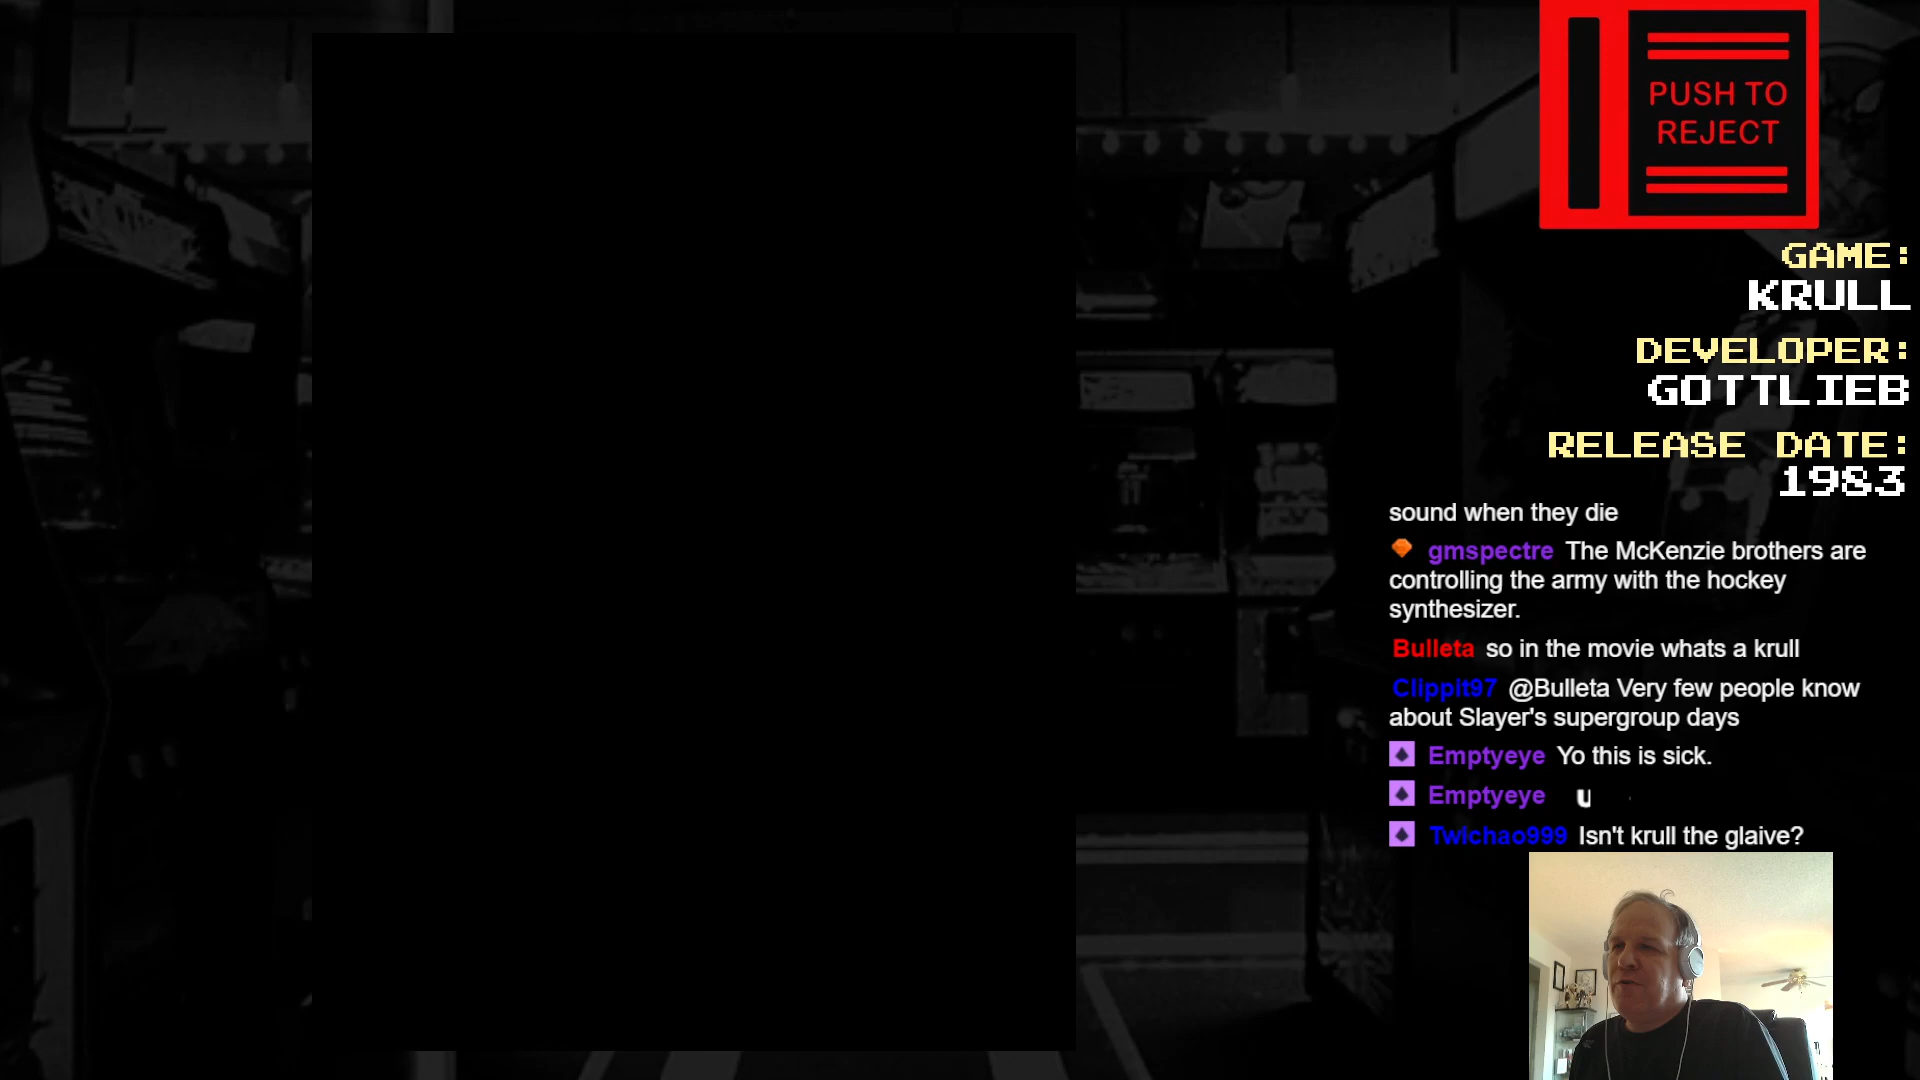 PUSH TO
REJECT
GAME:
KRULL
DEVELOPER:
GOTTLIEB
RELEASE DATE:
1983
sound when they die
gmspectre The McKenzie brothers are
controlling the army with the hockey
synthesizer.
Bulleta so in the movie whats a krull
Clippit97 @Bulleta Very few people know
about Slayer's supergroup days
Emptyeye Yo this is sick.
Emptyeye u
Twichao999 Isn't krull the glaive?